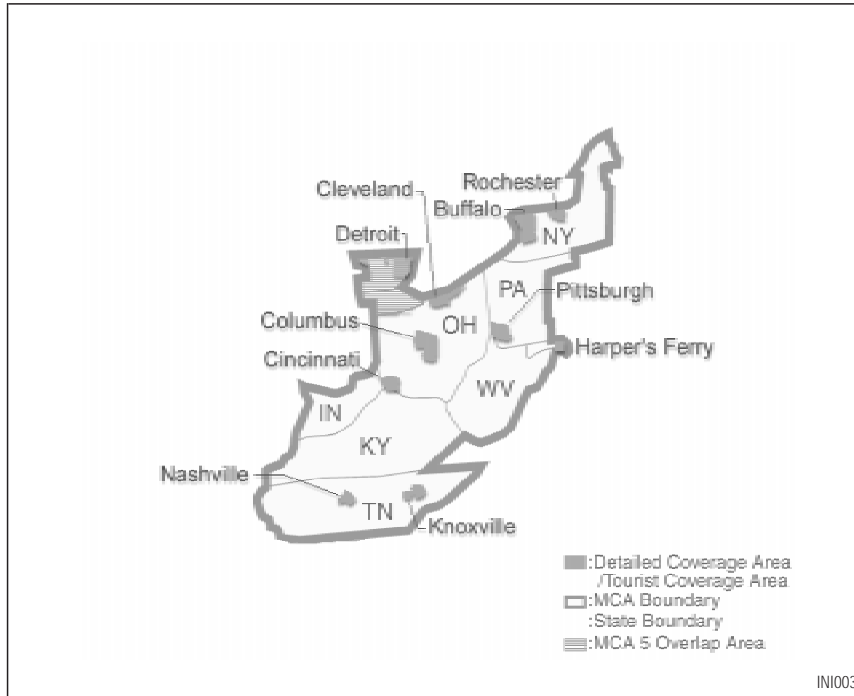 Rochester
Cleveland
Buffalo
Detroit
NY
PA
Pittsburgh
Columbus
OH
Harper's Ferry
Cincinnati
WV
IN
KY
Nashville
TN
Knoxville
:Detailed Coverage Area
/Tourist Coverage Area
:MCA Boundary
:State Boundary
:MCA 5 Overlap Area
INI003